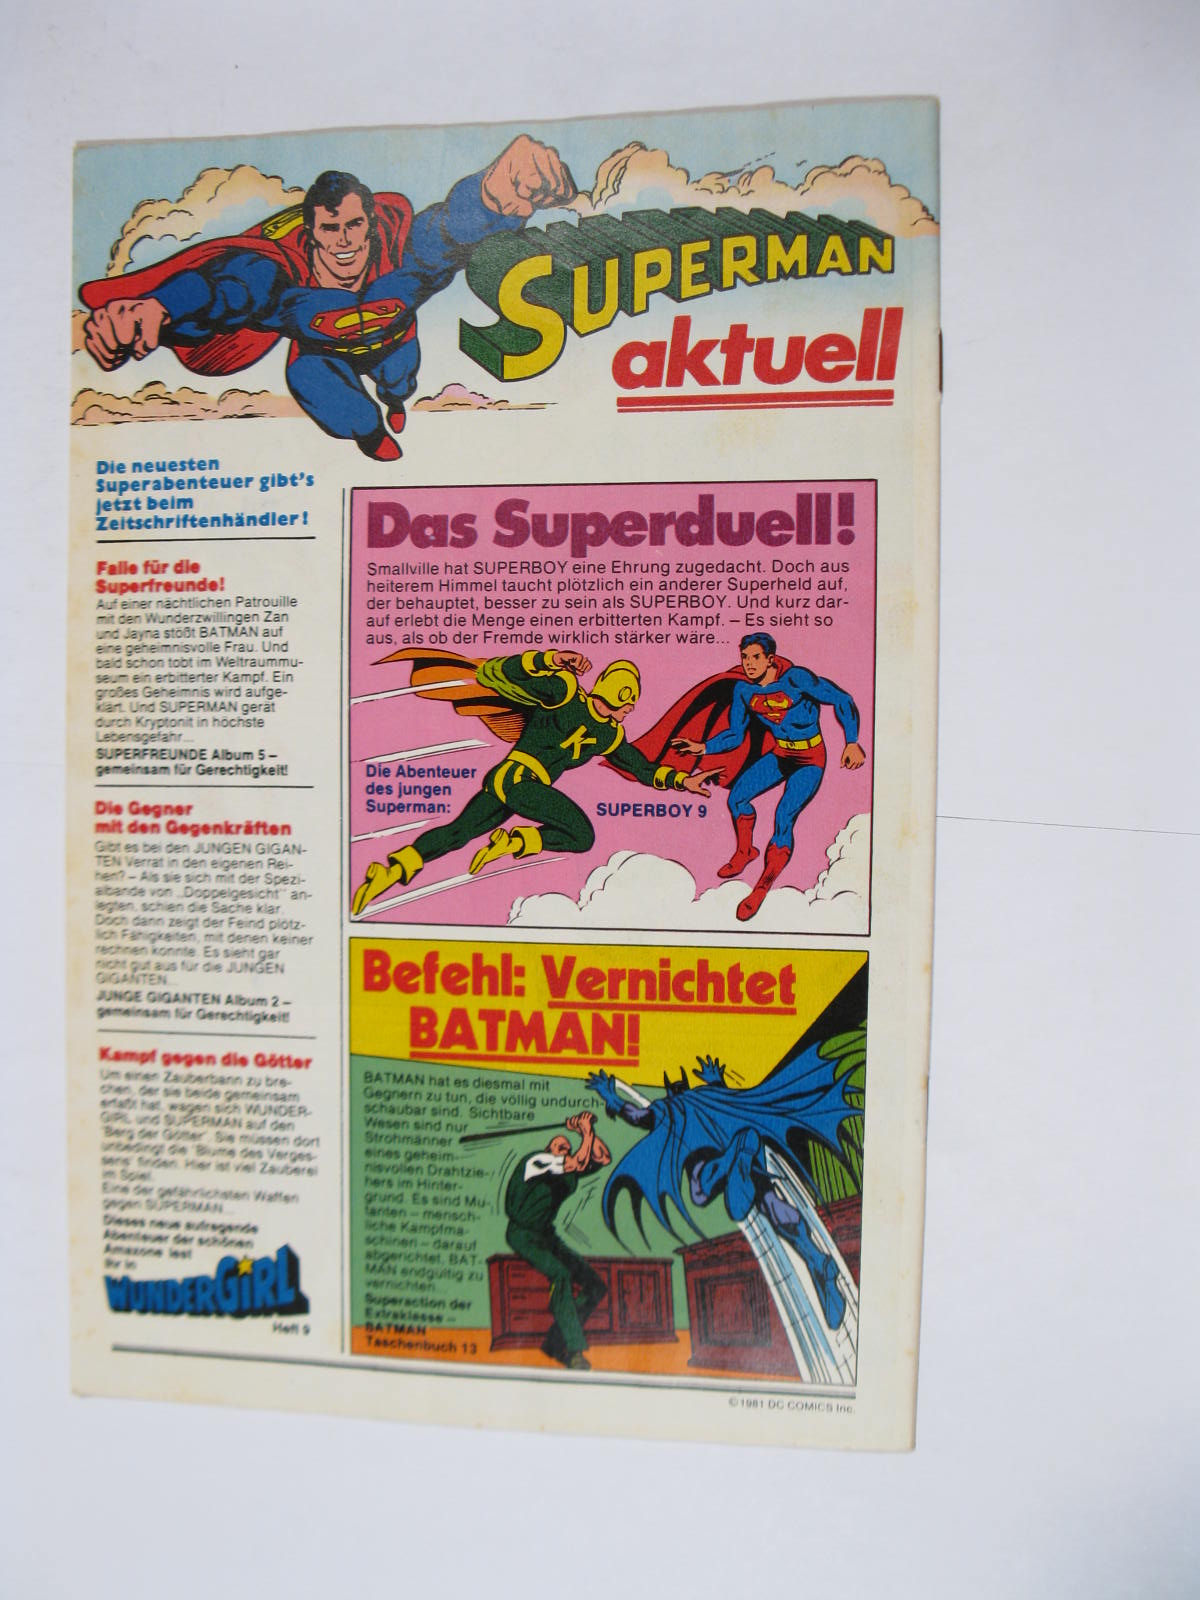 SUPERMAN
aktuell
Die neuesten
Superabenteuer gibt's
jetzt beim
Zeitschriftenhändler!
Falle für die
Superfreunde!
Auf einer nächtlichen Patrouille
mit den Wunderzwillingen Zan
und Jayna stößt BATMAN auf
eine geheimnisvolle Frau. Und
bald schon tobt im Weltraummu-
seum ein erbitterter Kampf. Ein
großes Geheimnis wird aufge-
klärt. Und SUPERMAN gerät
durch Kryptonit in höchste
Lebensgefahr...
SUPERFREUNDE Album 5 –
gemeinsam für Gerechtigkeit!
Die Gegner
mit den Gegenkräften
Gibt es bei den JUNGEN GIGAN-
TEN Verrat in den eigenen Rei-
hen? – Als sie sich mit der Spezi-
albande von „Doppelgesicht" an-
legten, schien die Sache klar.
Doch dann zeigt der Feind plötz-
lich Fähigkeiten, mit denen keiner
rechnen konnte. Es sieht gar
nicht gut aus für die JUNGEN
GIGANTEN...
JUNGE GIGANTEN Album 2 –
gemeinsam für Gerechtigkeit!
Kampf gegen die Götter
Um einen Zauberbann zu bre-
chen, der sie beide gemeinsam
erfaßt hat, wagen sich WUNDER-
GIRL und SUPERMAN auf den
'Berg der Götter'. Sie müssen dort
unbedingt die 'Blume des Verges-
sens' finden. Hier ist viel Zauberei
im Spiel.
Eine der gefährlichsten Waffen
gegen SUPERMAN...
Dieses neue aufregende
Abenteuer der schönen
Amazone lest
Ihr in
WUNDERGIRL
Heft 9
Das Superduell!
Smallville hat SUPERBOY eine Ehrung zugedacht. Doch aus
heiterem Himmel taucht plötzlich ein anderer Superheld auf,
der behauptet, besser zu sein als SUPERBOY. Und kurz dar-
auf erlebt die Menge einen erbitterten Kampf. – Es sieht so
aus, als ob der Fremde wirklich stärker wäre...
K
Die Abenteuer
des jungen
Superman:
SUPERBOY 9
Befehl: Vernichtet
BATMAN!
BATMAN hat es diesmal mit
Gegnern zu tun, die völlig undurch-
schaubar sind. Sichtbare
Wesen sind nur
Strohmänner
eines geheim-
nisvollen Drahtzie-
hers im Hinter-
grund. Es sind Mu-
tanten – mensch-
liche Kampfma-
schinen – darauf
abgerichtet, BAT-
MAN endgültig zu
vernichten...
Superaction der
Extraklasse –
BATMAN
Taschenbuch 13
©1981 DC COMICS Inc.